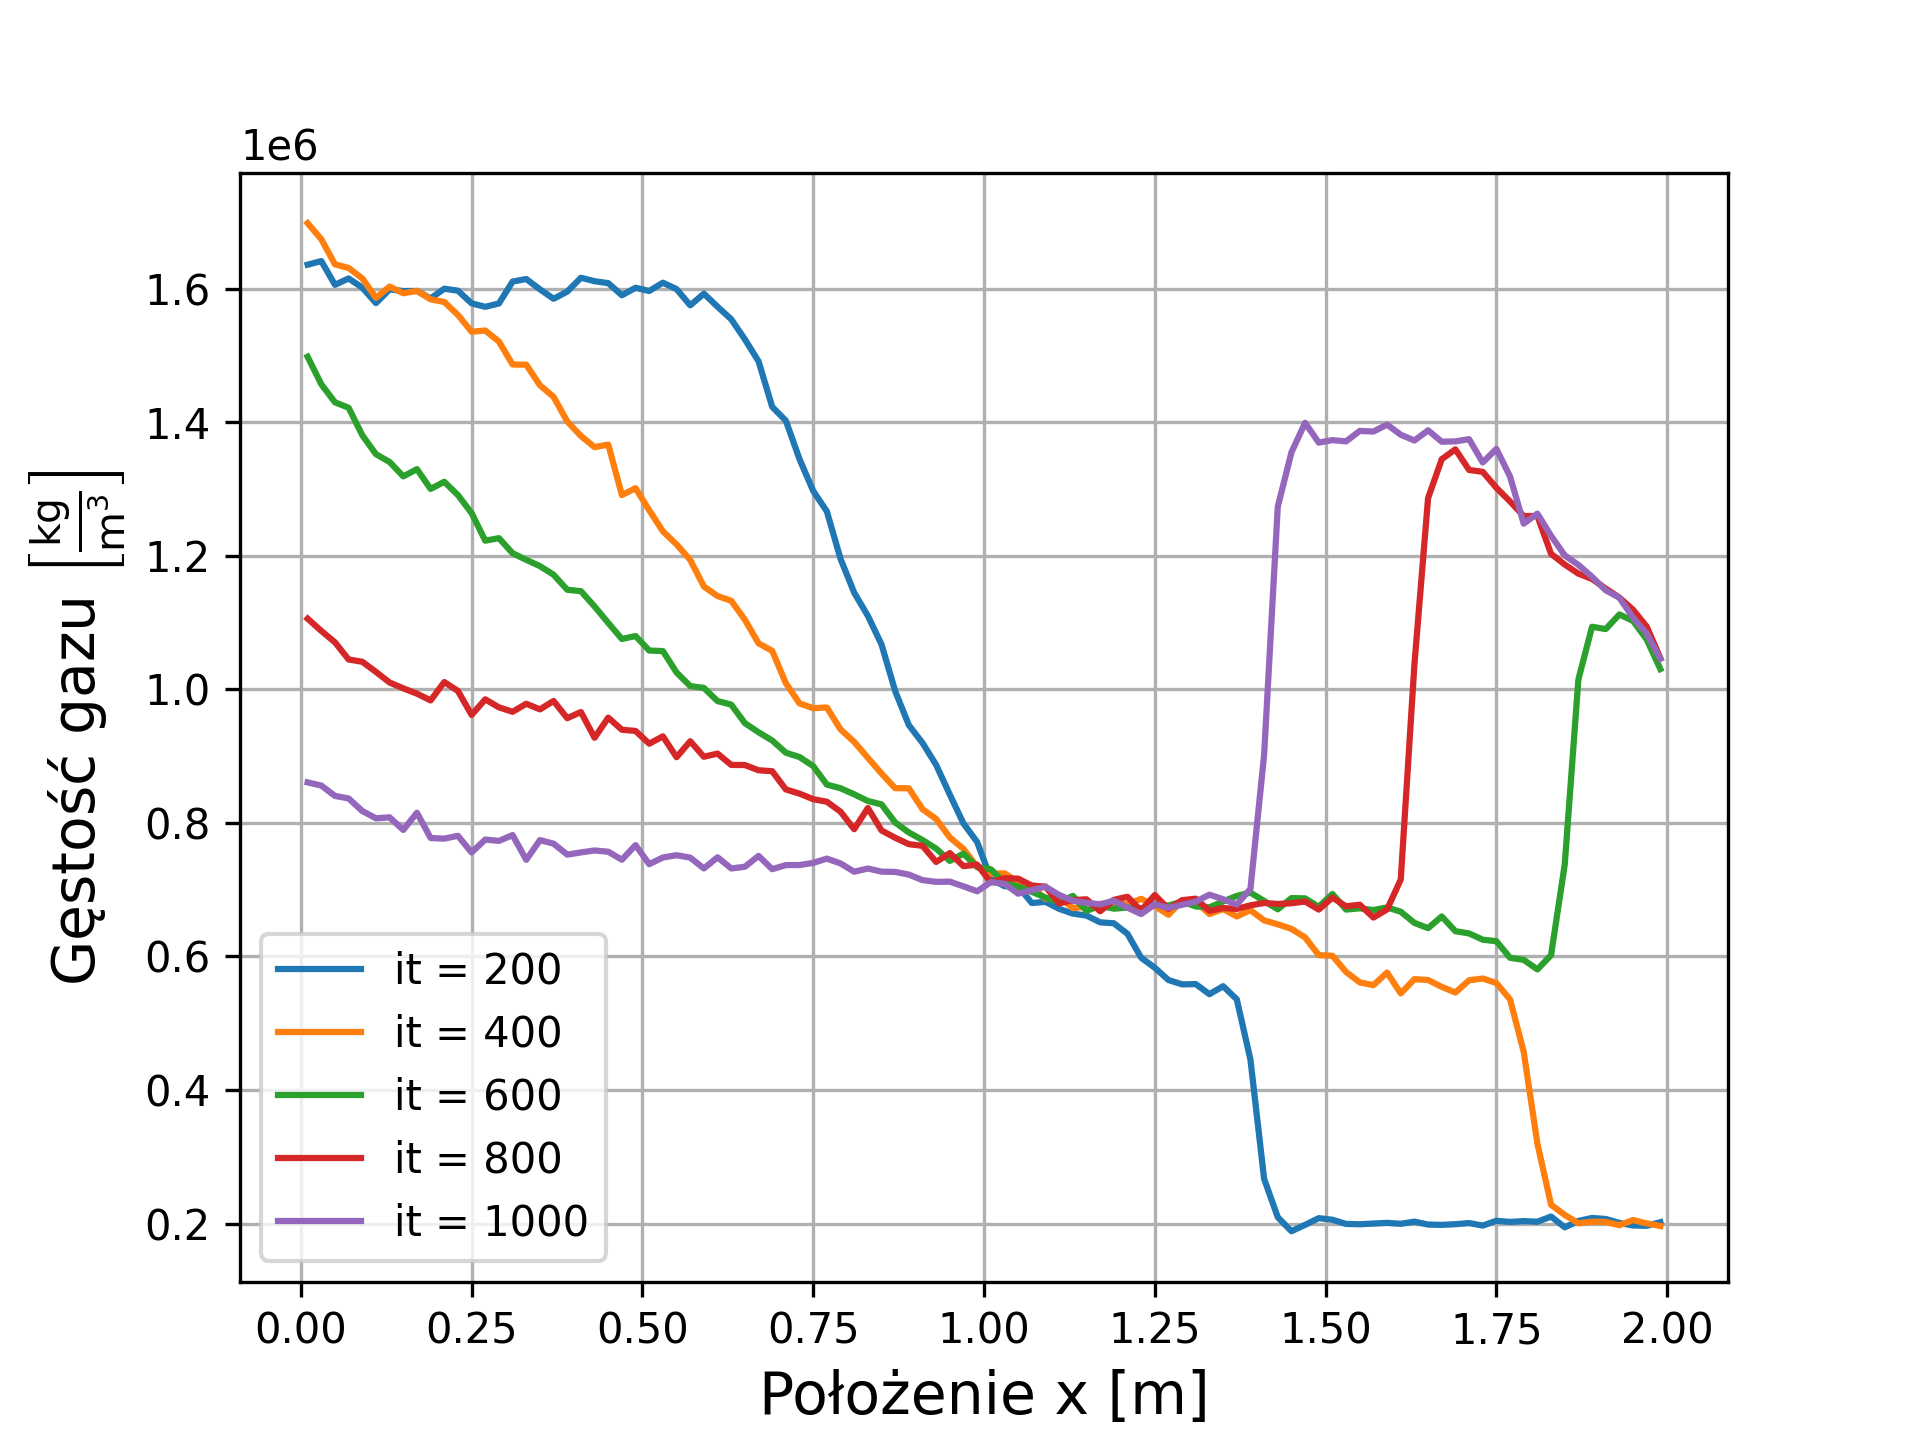 1e6
Gęstość gazu [kg/m³]
1.6
1.4
1.2
1.0
0.8
0.6
0.4
0.2
it = 200
it = 400
it = 600
it = 800
it = 1000
0.00 0.25 0.50 0.75 1.00 1.25 1.50 1.75 2.00
Położenie x [m]